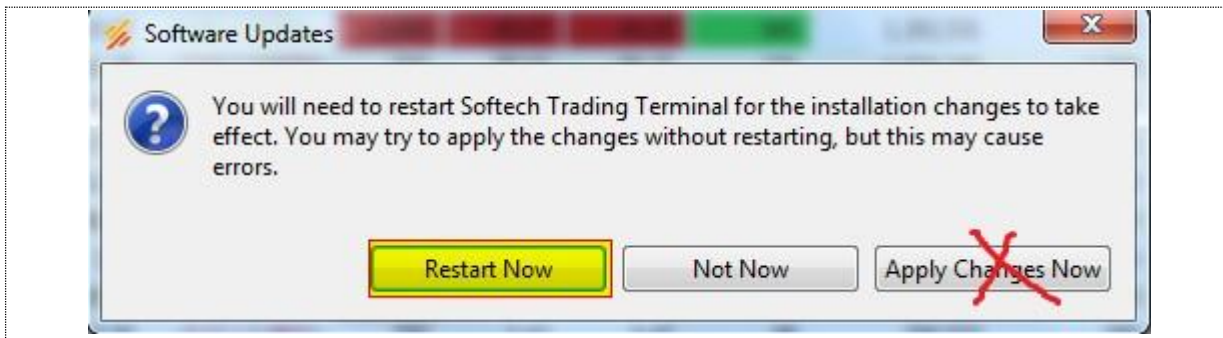 Software Updates
You will need to restart Softech Trading Terminal for the installation changes to take
effect. You may try to apply the changes without restarting, but this may cause
errors.
Restart Now Not Now Apply Changes Now